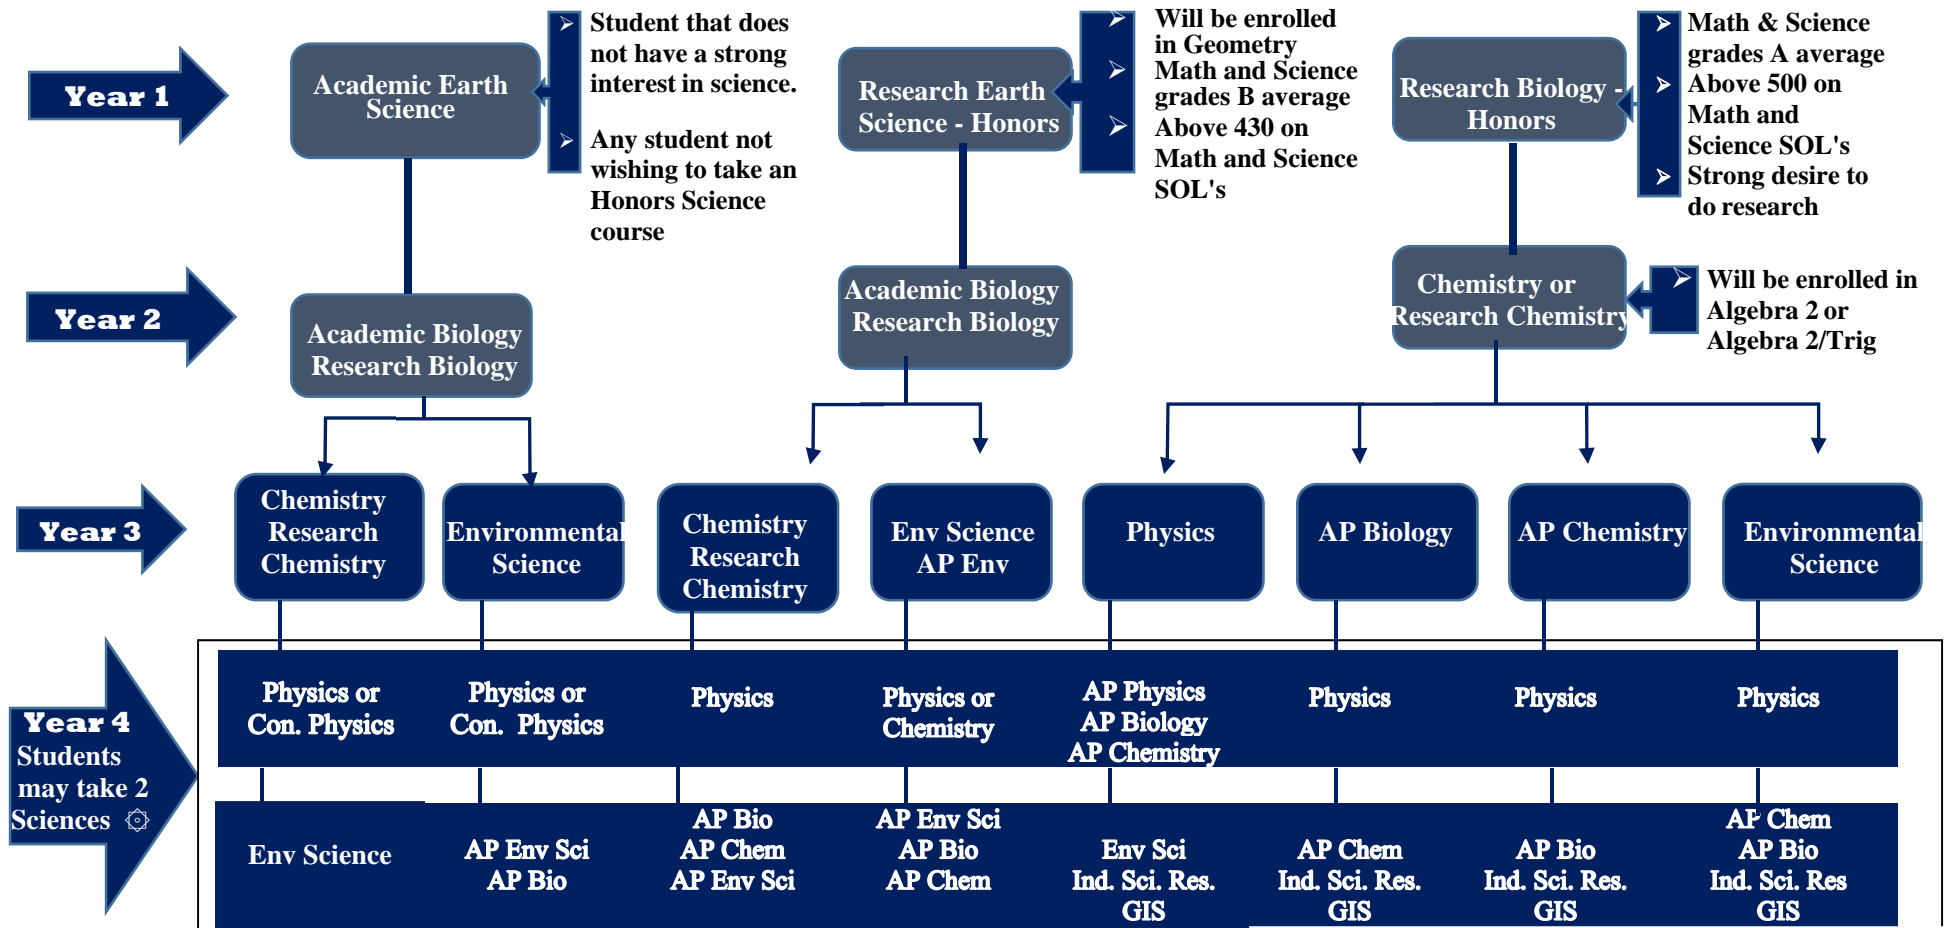 Year 1
Academic Earth
Science
➢ Student that does
not have a strong
interest in science.
➢ Any student not
wishing to take an
Honors Science
course
Research Earth
Science - Honors
➢ Will be enrolled
in Geometry
➢ Math and Science
grades B average
➢ Above 430 on
Math and Science
SOL's
Research Biology -
Honors
➢ Math & Science
grades A average
➢ Above 500 on
Math and
Science SOL's
➢ Strong desire to
do research
Year 2
Academic Biology
Research Biology
Academic Biology
Research Biology
Chemistry or
Research Chemistry
➢ Will be enrolled in
Algebra 2 or
Algebra 2/Trig
Year 3
Chemistry
Research
Chemistry
Environmental
Science
Chemistry
Research
Chemistry
Env Science
AP Env
Physics
AP Biology
AP Chemistry
Environmental
Science
Year 4
Students
may take 2
Sciences ۞
Physics or
Con. Physics
Physics or
Con. Physics
Physics
Physics or
Chemistry
AP Physics
AP Biology
AP Chemistry
Physics
Physics
Physics
Env Science
AP Env Sci
AP Bio
AP Bio
AP Chem
AP Env Sci
AP Env Sci
AP Bio
AP Chem
Env Sci
Ind. Sci. Res.
GIS
AP Chem
Ind. Sci. Res.
GIS
AP Bio
Ind. Sci. Res.
GIS
AP Chem
AP Bio
Ind. Sci. Res
GIS